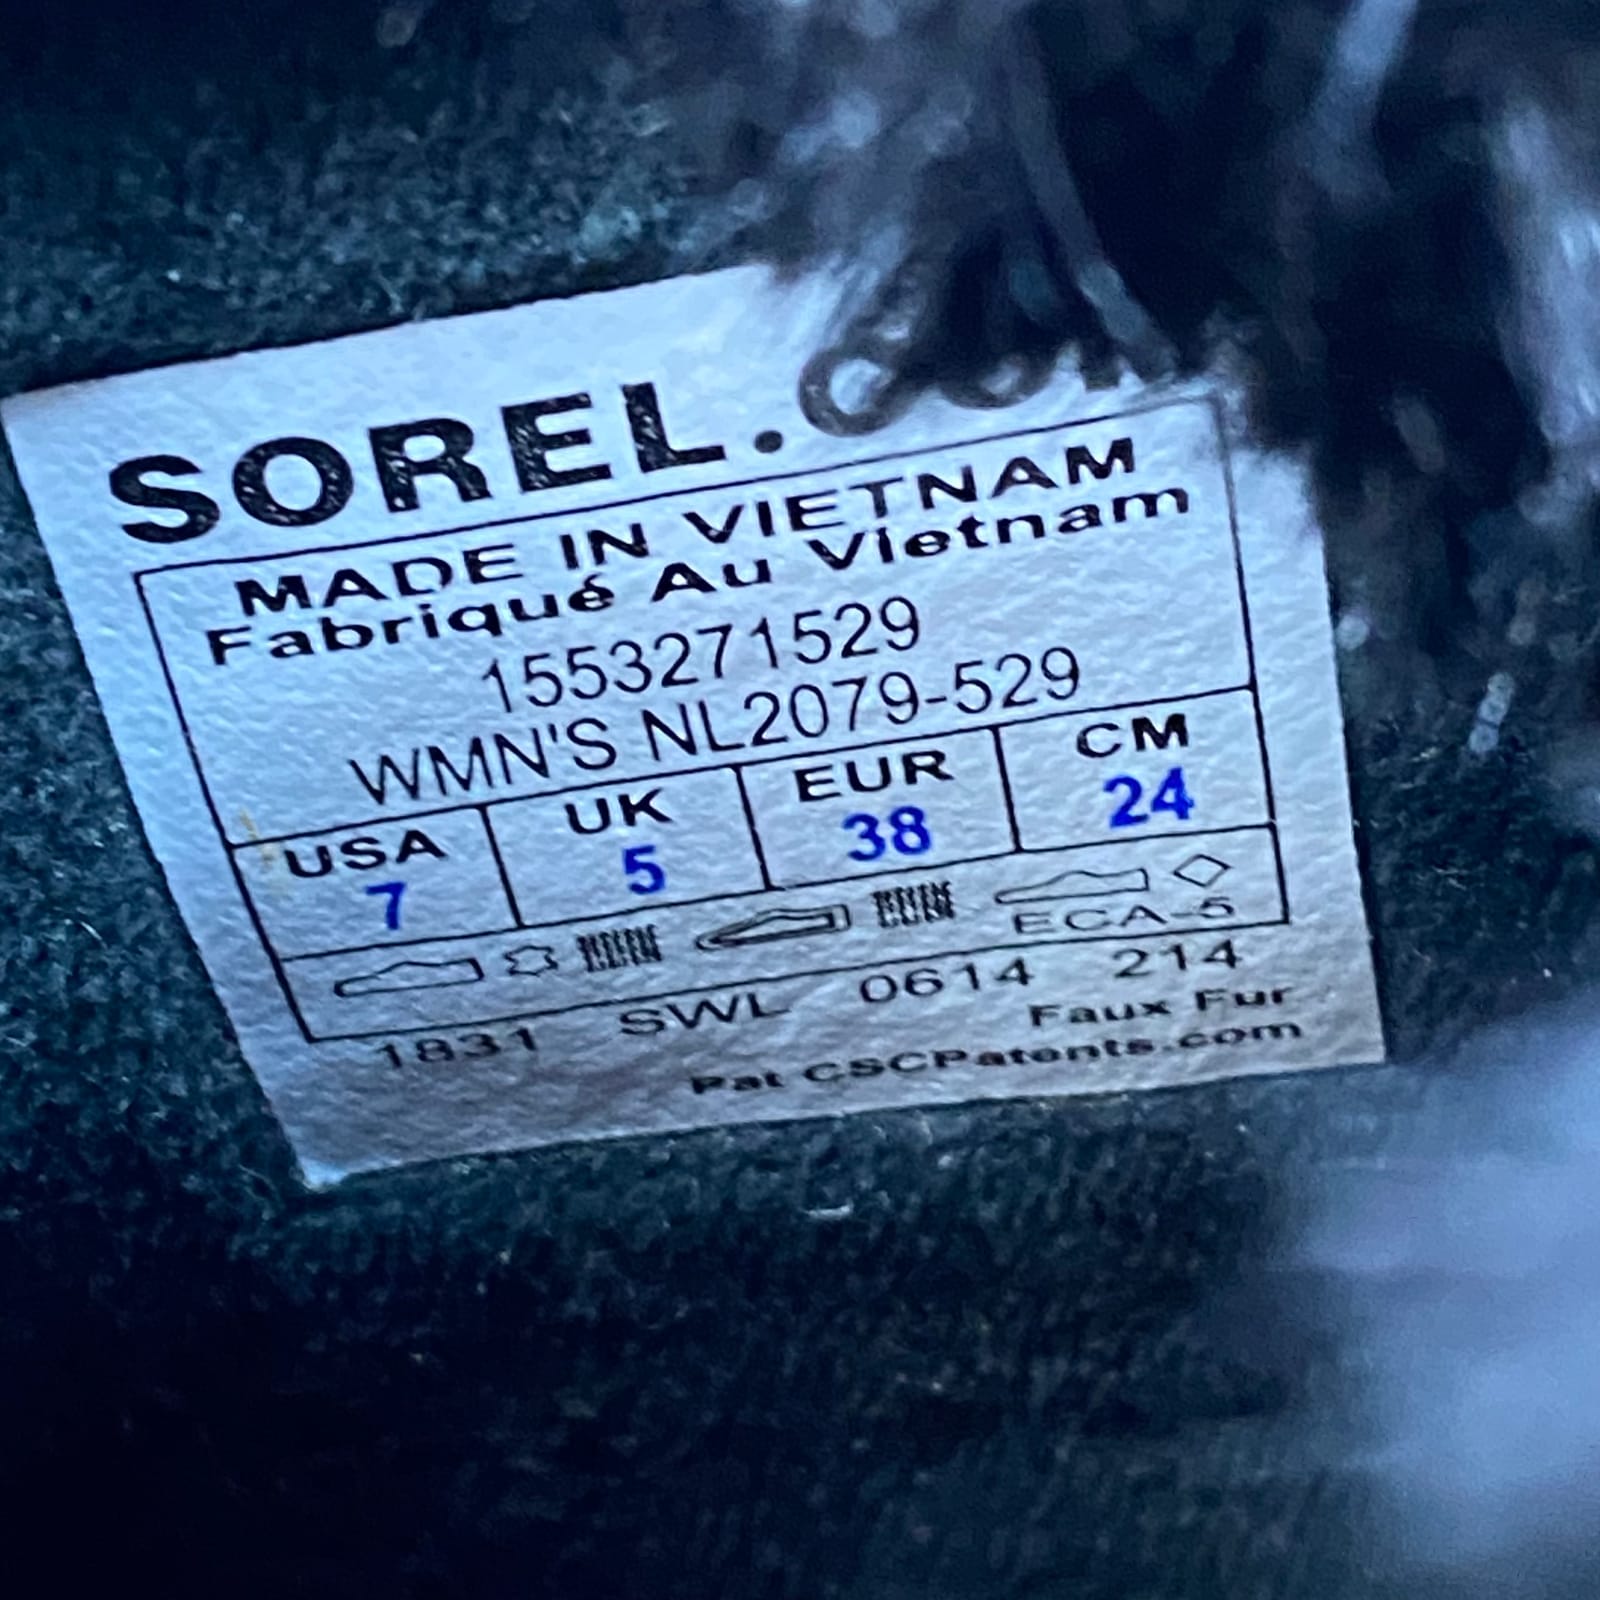 SOREL.com
MADE IN VIETNAM
Fabriqué Au Vietnam
1553271529
WMN'S NL2079-529
USA UK EUR CM
7 5 38 24
ECA-5
1831 SWL 0614 214
Faux Fur
Pat CSCPatents.com